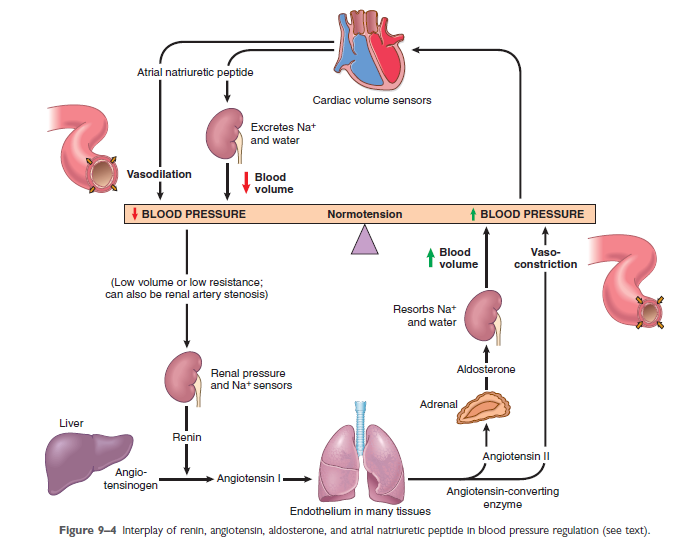 Atrial natriuretic peptide
Cardiac volume sensors
Excretes Na+
and water
Vasodilation
Blood
volume
BLOOD PRESSURE
Normotension
BLOOD PRESSURE
Blood
volume
Vaso-
constriction
(Low volume or low resistance;
can also be renal artery stenosis)
Resorbs Na+
and water
Renal pressure
and Na+ sensors
Aldosterone
Adrenal
Liver
Renin
Angiotensin II
Angio-
tensinogen
Angiotensin I
Angiotensin-converting
enzyme
Endothelium in many tissues
Figure 9–4 Interplay of renin, angiotensin, aldosterone, and atrial natriuretic peptide in blood pressure regulation (see text).